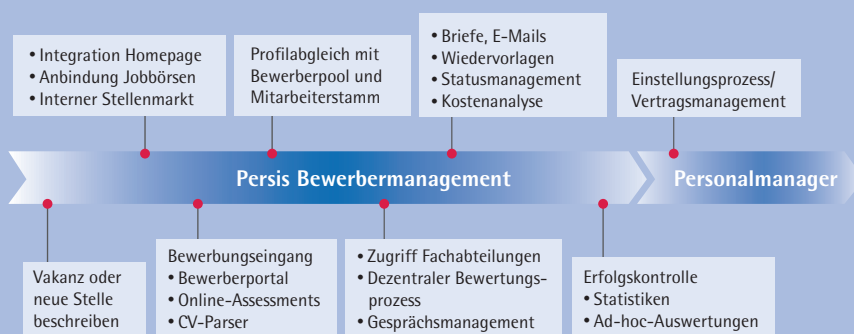 • Integration Homepage
• Anbindung Jobbörsen
• Interner Stellenmarkt
Profilabgleich mit
Bewerberpool und
Mitarbeiterstamm
• Briefe, E-Mails
• Wiedervorlagen
• Statusmanagement
• Kostenanalyse
Einstellungsprozess/
Vertragsmanagement
Persis Bewerbermanagement
Personalmanager
Vakanz oder
neue Stelle
beschreiben
Bewerbungseingang
• Bewerberportal
• Online-Assessments
• CV-Parser
• Zugriff Fachabteilungen
• Dezentraler Bewertungs-
prozess
• Gesprächsmanagement
Erfolgskontrolle
• Statistiken
• Ad-hoc-Auswertungen